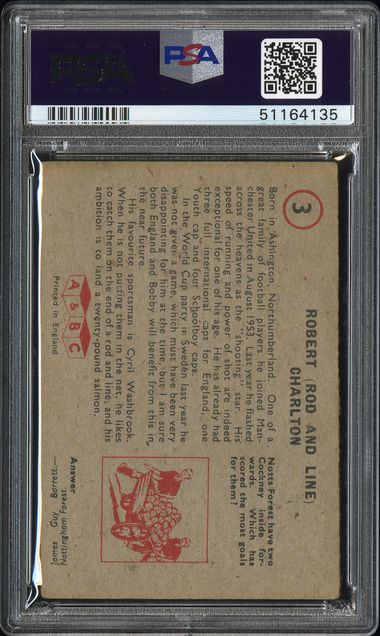 PSA
PSA
51164135
3
ROBERT (ROD AND LINE)
CHARLTON
Born in Ashington, Northumberland. One of a
great family of football players he joined Man-
chester United in August 1953. Last year he flashed
across the heavens as the "shooting" star. His
speed of running and power of shot are indeed
exceptional for one of his age. He has already had
three full international caps for England, one
Youth cap and four Schoolboy caps.
In the World Cup party in Sweden last year he
was not given a game, which must have been very
disappointing for him at the time, but I am sure
both England and Bobby will benefit from this in
the near future.
His favourite sportsman is Cyril Washbrook.
When he is not putting them in the net, he likes
to catch them on the end of a rod and line, and his
ambition is to land a twenty-pound salmon.
A & BC
Printed in England
Notts Forest have two
Cockney inside for-
wards. Which has
scored the most goals
for them?
Answer
James Guy Barrett—
Nottingham Forest